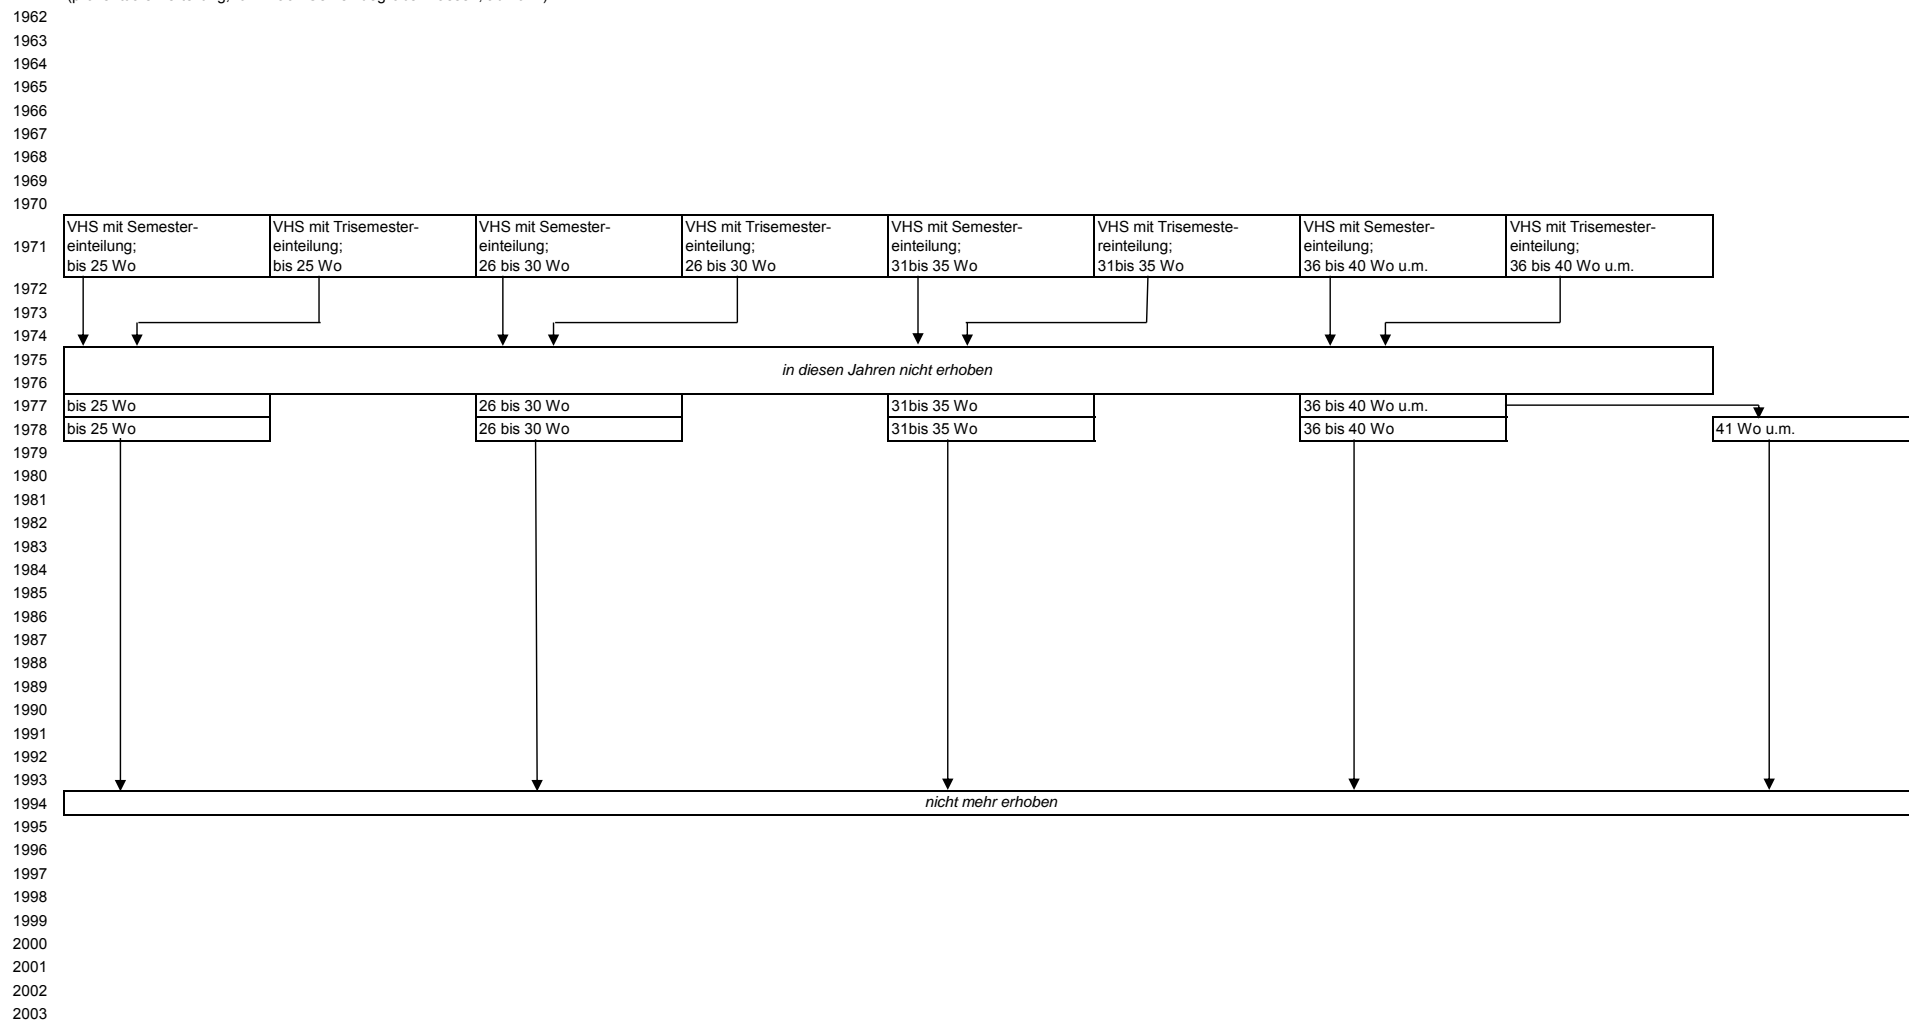 1962
1963
1964
1965
1966
1967
1968
1969
1970
1971
VHS mit Semester-
einteilung;
bis 25 Wo
VHS mit Trisemester-
einteilung;
bis 25 Wo
VHS mit Semester-
einteilung;
26 bis 30 Wo
VHS mit Trisemester-
einteilung;
26 bis 30 Wo
VHS mit Semester-
einteilung;
31bis 35 Wo
VHS mit Trisemeste-
reinteilung;
31bis 35 Wo
VHS mit Semester-
einteilung;
36 bis 40 Wo u.m.
VHS mit Trisemester-
einteilung;
36 bis 40 Wo u.m.
1972
1973
1974
1975
in diesen Jahren nicht erhoben
1976
1977 bis 25 Wo 26 bis 30 Wo 31bis 35 Wo 36 bis 40 Wo u.m.
1978 bis 25 Wo 26 bis 30 Wo 31bis 35 Wo 36 bis 40 Wo 41 Wo u.m.
1979
1980
1981
1982
1983
1984
1985
1986
1987
1988
1989
1990
1991
1992
1993
1994 nicht mehr erhoben
1995
1996
1997
1998
1999
2000
2001
2002
2003